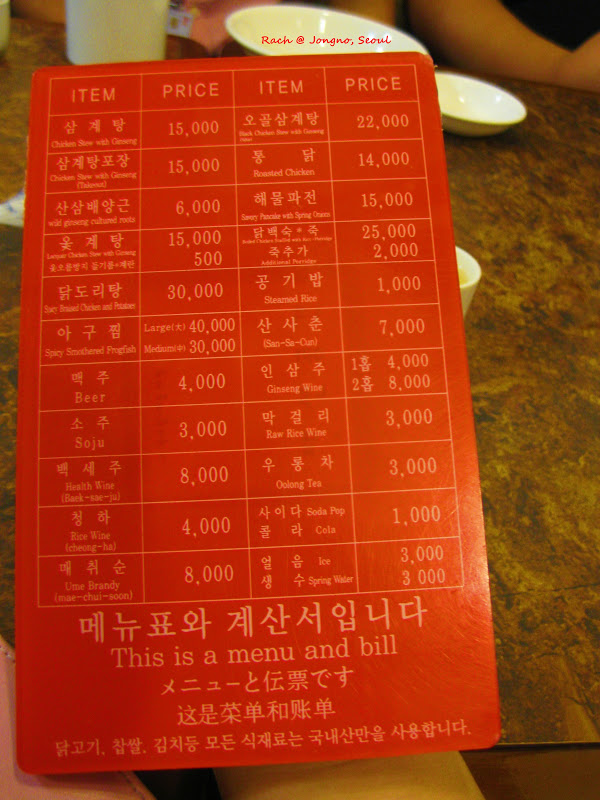 Rach @ Jongno, Seoul
ITEM PRICE ITEM PRICE
삼 계 탕 15,000 오골삼계탕 22,000
Chicken Stew with Ginseng Black Chicken Stew with Ginseng
삼계탕포장 15,000 통 닭 14,000
Chicken Stew with Ginseng Roasted Chicken
(Takeout)
산삼배양근 6,000 해물파전 15,000
wild ginseng cultured roots Savory Pancake with Spring Onions
옻 계 탕 15,000 닭백숙 죽 25,000
Lacquer Chicken Stew with Ginseng 500 죽추가 2,000
Additional Porridge
닭도리탕 30,000 공 기 밥 1,000
Spicy Braised Chicken and Potatoes Steamed Rice
아 구 찜 Large(大) 40,000 산 사 춘 7,000
Spicy Smothered Frogfish Medium(中) 30,000 (San-Sa-Cun)
맥 주 4,000 인 삼 주 1홉 4,000
Beer Ginseng Wine 2홉 8,000
소 주 3,000 막 걸 리 3,000
Soju Raw Rice Wine
백 세 주 8,000 우 롱 차 3,000
Health Wine Oolong Tea
(Baek-sae-ju)
청 하 4,000 사 이 다 Soda Pop 1,000
Rice Wine 콜 라 Cola
(cheong-ha)
매 취 순 8,000 얼 음 Ice 3,000
Ume Brandy 생 수 Spring Water 3 000
(mae-chui-soon)
메뉴표와 계산서입니다
This is a menu and bill
メニューと伝票です
这是菜单和账单
닭고기, 찹쌀, 김치등 모든 식재료는 국내산만을 사용합니다.